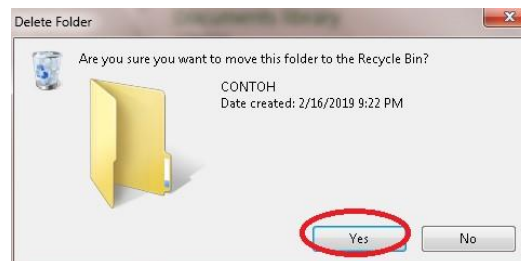 Delete Folder
Are you sure you want to move this folder to the Recycle Bin?
CONTOH
Date created: 2/16/2019 9:22 PM
Yes
No